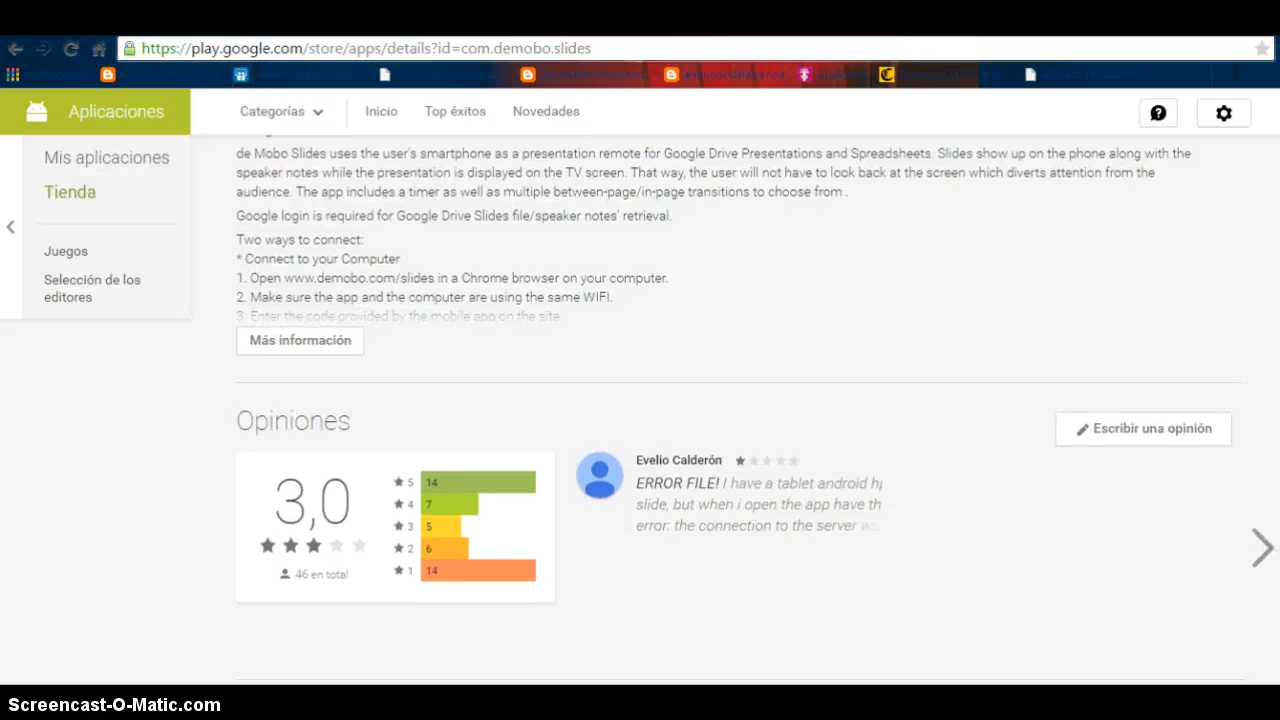 https://play.google.com/store/apps/details?id=com.demobo.slides
Aplicaciones
Categorías
Inicio
Top éxitos
Novedades
Mis aplicaciones
Tienda
Juegos
Selección de los
editores
de Mobo Slides uses the user's smartphone as a presentation remote for Google Drive Presentations and Spreadsheets. Slides show up on the phone along with the
speaker notes while the presentation is displayed on the TV screen. That way, the user will not have to look back at the screen which diverts attention from the
audience. The app includes a timer as well as multiple between-page/in-page transitions to choose from .
Google login is required for Google Drive Slides file/speaker notes' retrieval.
Two ways to connect:
* Connect to your Computer
1. Open www.demobo.com/slides in a Chrome browser on your computer.
2. Make sure the app and the computer are using the same WIFI.
3. Enter the code provided by the mobile app on the site
Más información
Opiniones
Escribir una opinión
3,0
46 en total
5 14
4 7
3 5
2 6
1 14
Evelio Calderón
ERROR FILE! I have a tablet android
slide, but when i open the app have
error: the connection to the server
Screencast-O-Matic.com